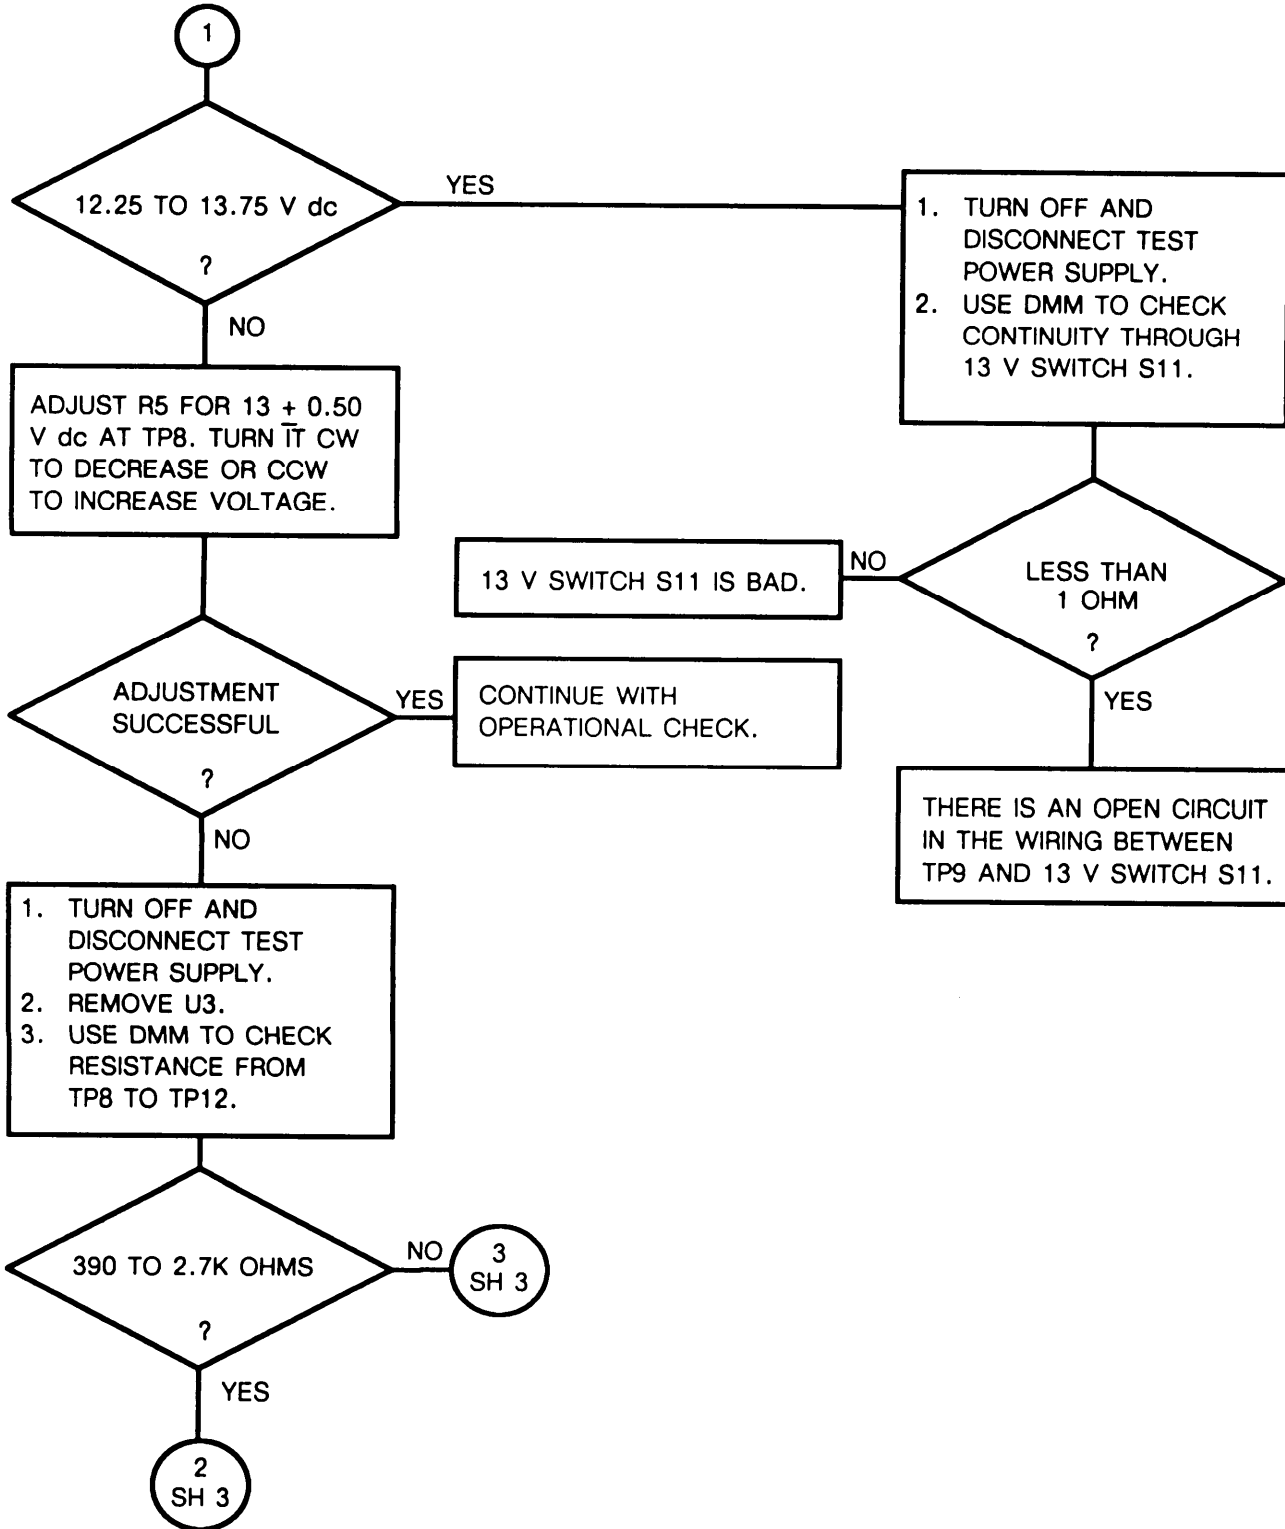 1
12.25 TO 13.75 V dc
?
YES
NO
1. TURN OFF AND
DISCONNECT TEST
POWER SUPPLY.
2. USE DMM TO CHECK
CONTINUITY THROUGH
13 V SWITCH S11.
ADJUST R5 FOR 13 ± 0.50
V dc AT TP8. TURN IT CW
TO DECREASE OR CCW
TO INCREASE VOLTAGE.
LESS THAN
1 OHM
?
NO
13 V SWITCH S11 IS BAD.
YES
THERE IS AN OPEN CIRCUIT
IN THE WIRING BETWEEN
TP9 AND 13 V SWITCH S11.
ADJUSTMENT
SUCCESSFUL
?
YES
CONTINUE WITH
OPERATIONAL CHECK.
NO
1. TURN OFF AND
DISCONNECT TEST
POWER SUPPLY.
2. REMOVE U3.
3. USE DMM TO CHECK
RESISTANCE FROM
TP8 TO TP12.
390 TO 2.7K OHMS
?
NO
3
SH 3
YES
2
SH 3